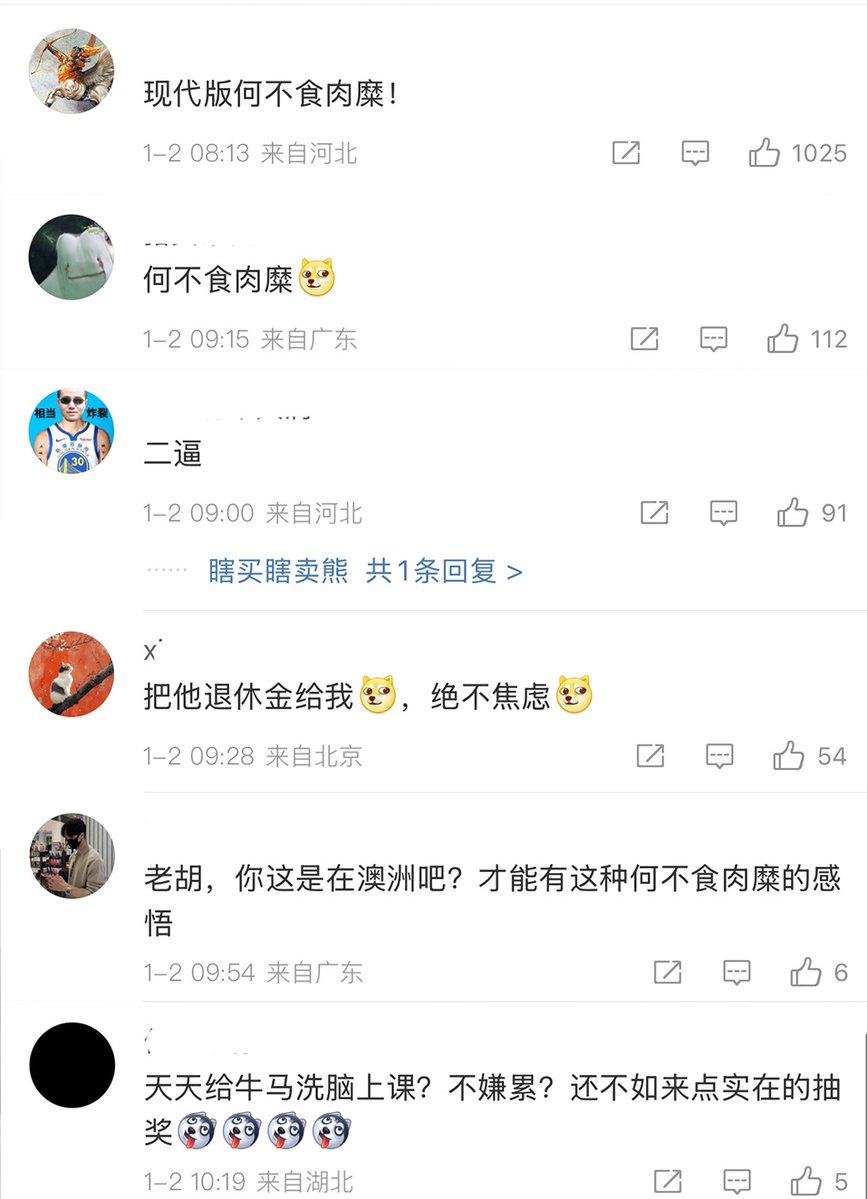 现代版何不食肉糜！
1-2 08:13 来自河北
1025
何不食肉糜
1-2 09:15 来自广东
112
相当 炸裂
30
二逼
1-2 09:00 来自河北
91
瞎买瞎卖熊 共1条回复 >
x˙
把他退休金给我，绝不焦虑
1-2 09:28 来自北京
54
老胡，你这是在澳洲吧？才能有这种何不食肉糜的感
悟
1-2 09:54 来自广东
6
天天给牛马洗脑上课？不嫌累？还不如来点实在的抽
奖
1-2 10:19 来自湖北
5